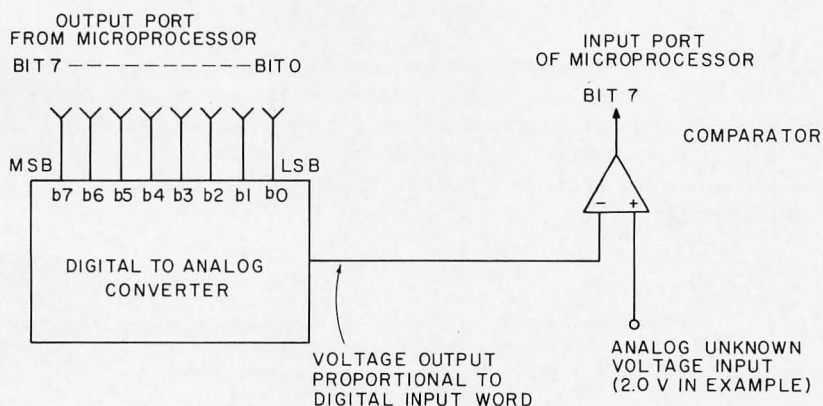 OUTPUT PORT
FROM MICROPROCESSOR
BIT 7 ------------ BIT 0
MSB
LSB
b7 b6 b5 b4 b3 b2 b1 b0
DIGITAL TO ANALOG
CONVERTER
VOLTAGE OUTPUT
PROPORTIONAL TO
DIGITAL INPUT WORD
INPUT PORT
OF MICROPROCESSOR
BIT 7
COMPARATOR
- +
ANALOG UNKNOWN
VOLTAGE INPUT
(2.0 V IN EXAMPLE)